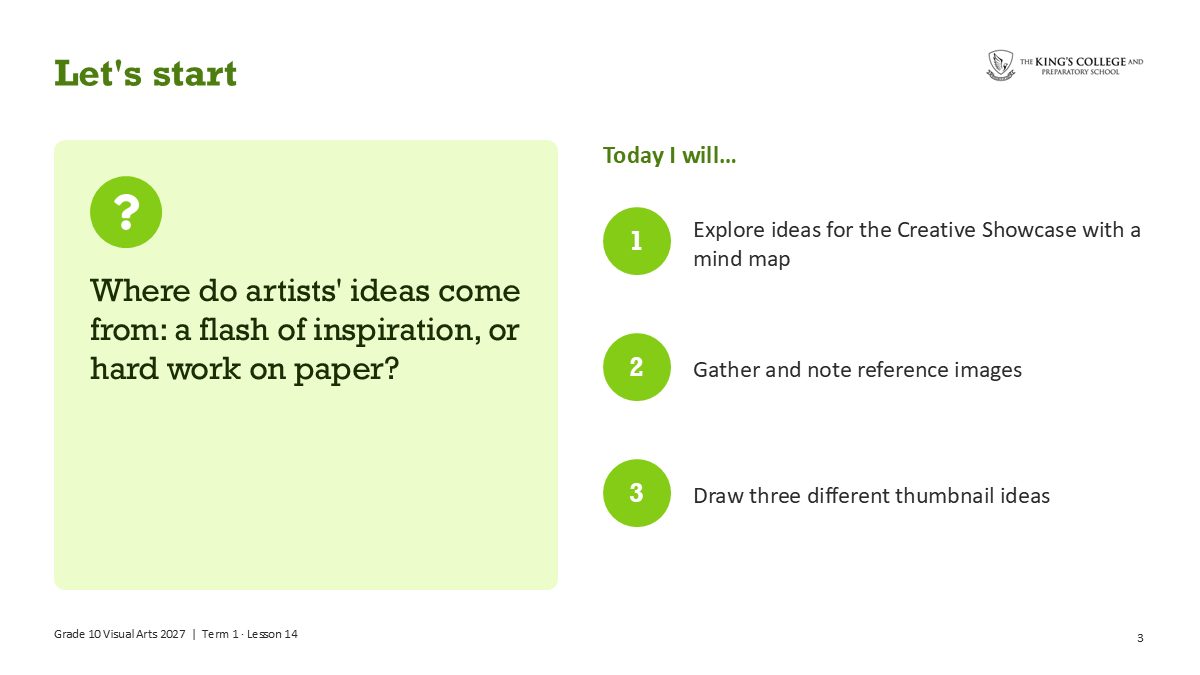 Let's start
THE KING'S COLLEGE AND
PREPARATORY SCHOOL
?
Where do artists' ideas come
from: a flash of inspiration, or
hard work on paper?
Today I will...
1
Explore ideas for the Creative Showcase with a
mind map
2
Gather and note reference images
3
Draw three different thumbnail ideas
Grade 10 Visual Arts 2027 | Term 1 · Lesson 14
3